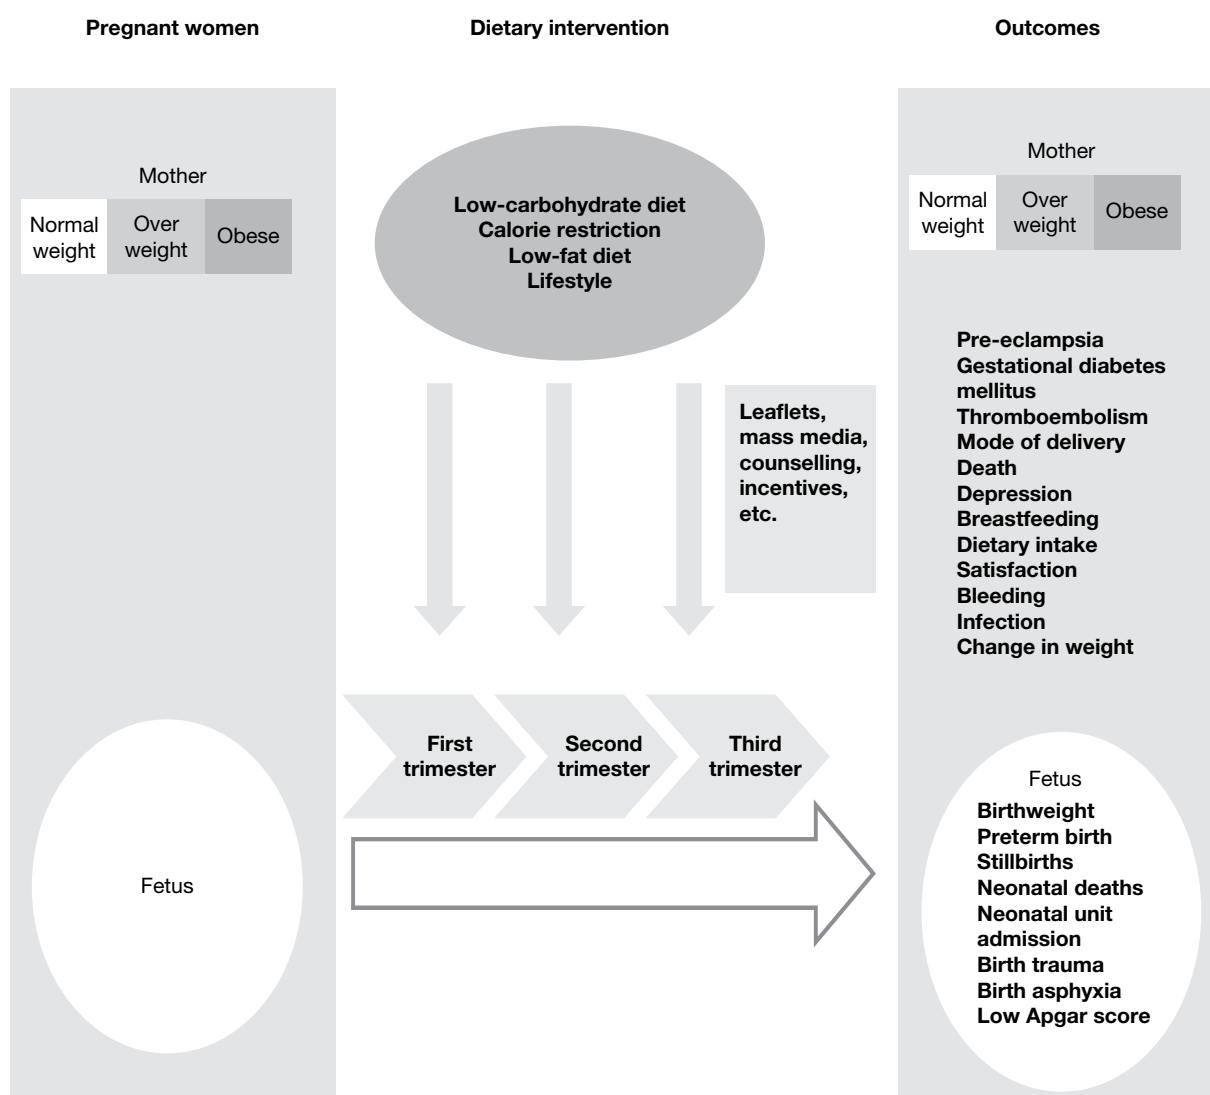 Pregnant women
Dietary intervention
Outcomes
Mother
Normal
weight
Over
weight
Obese
Fetus
Low-carbohydrate diet
Calorie restriction
Low-fat diet
Lifestyle
Leaflets,
mass media,
counselling,
incentives,
etc.
First
trimester
Second
trimester
Third
trimester
Mother
Normal
weight
Over
weight
Obese
Pre-eclampsia
Gestational diabetes
mellitus
Thromboembolism
Mode of delivery
Death
Depression
Breastfeeding
Dietary intake
Satisfaction
Bleeding
Infection
Change in weight
Fetus
Birthweight
Preterm birth
Stillbirths
Neonatal deaths
Neonatal unit
admission
Birth trauma
Birth asphyxia
Low Apgar score